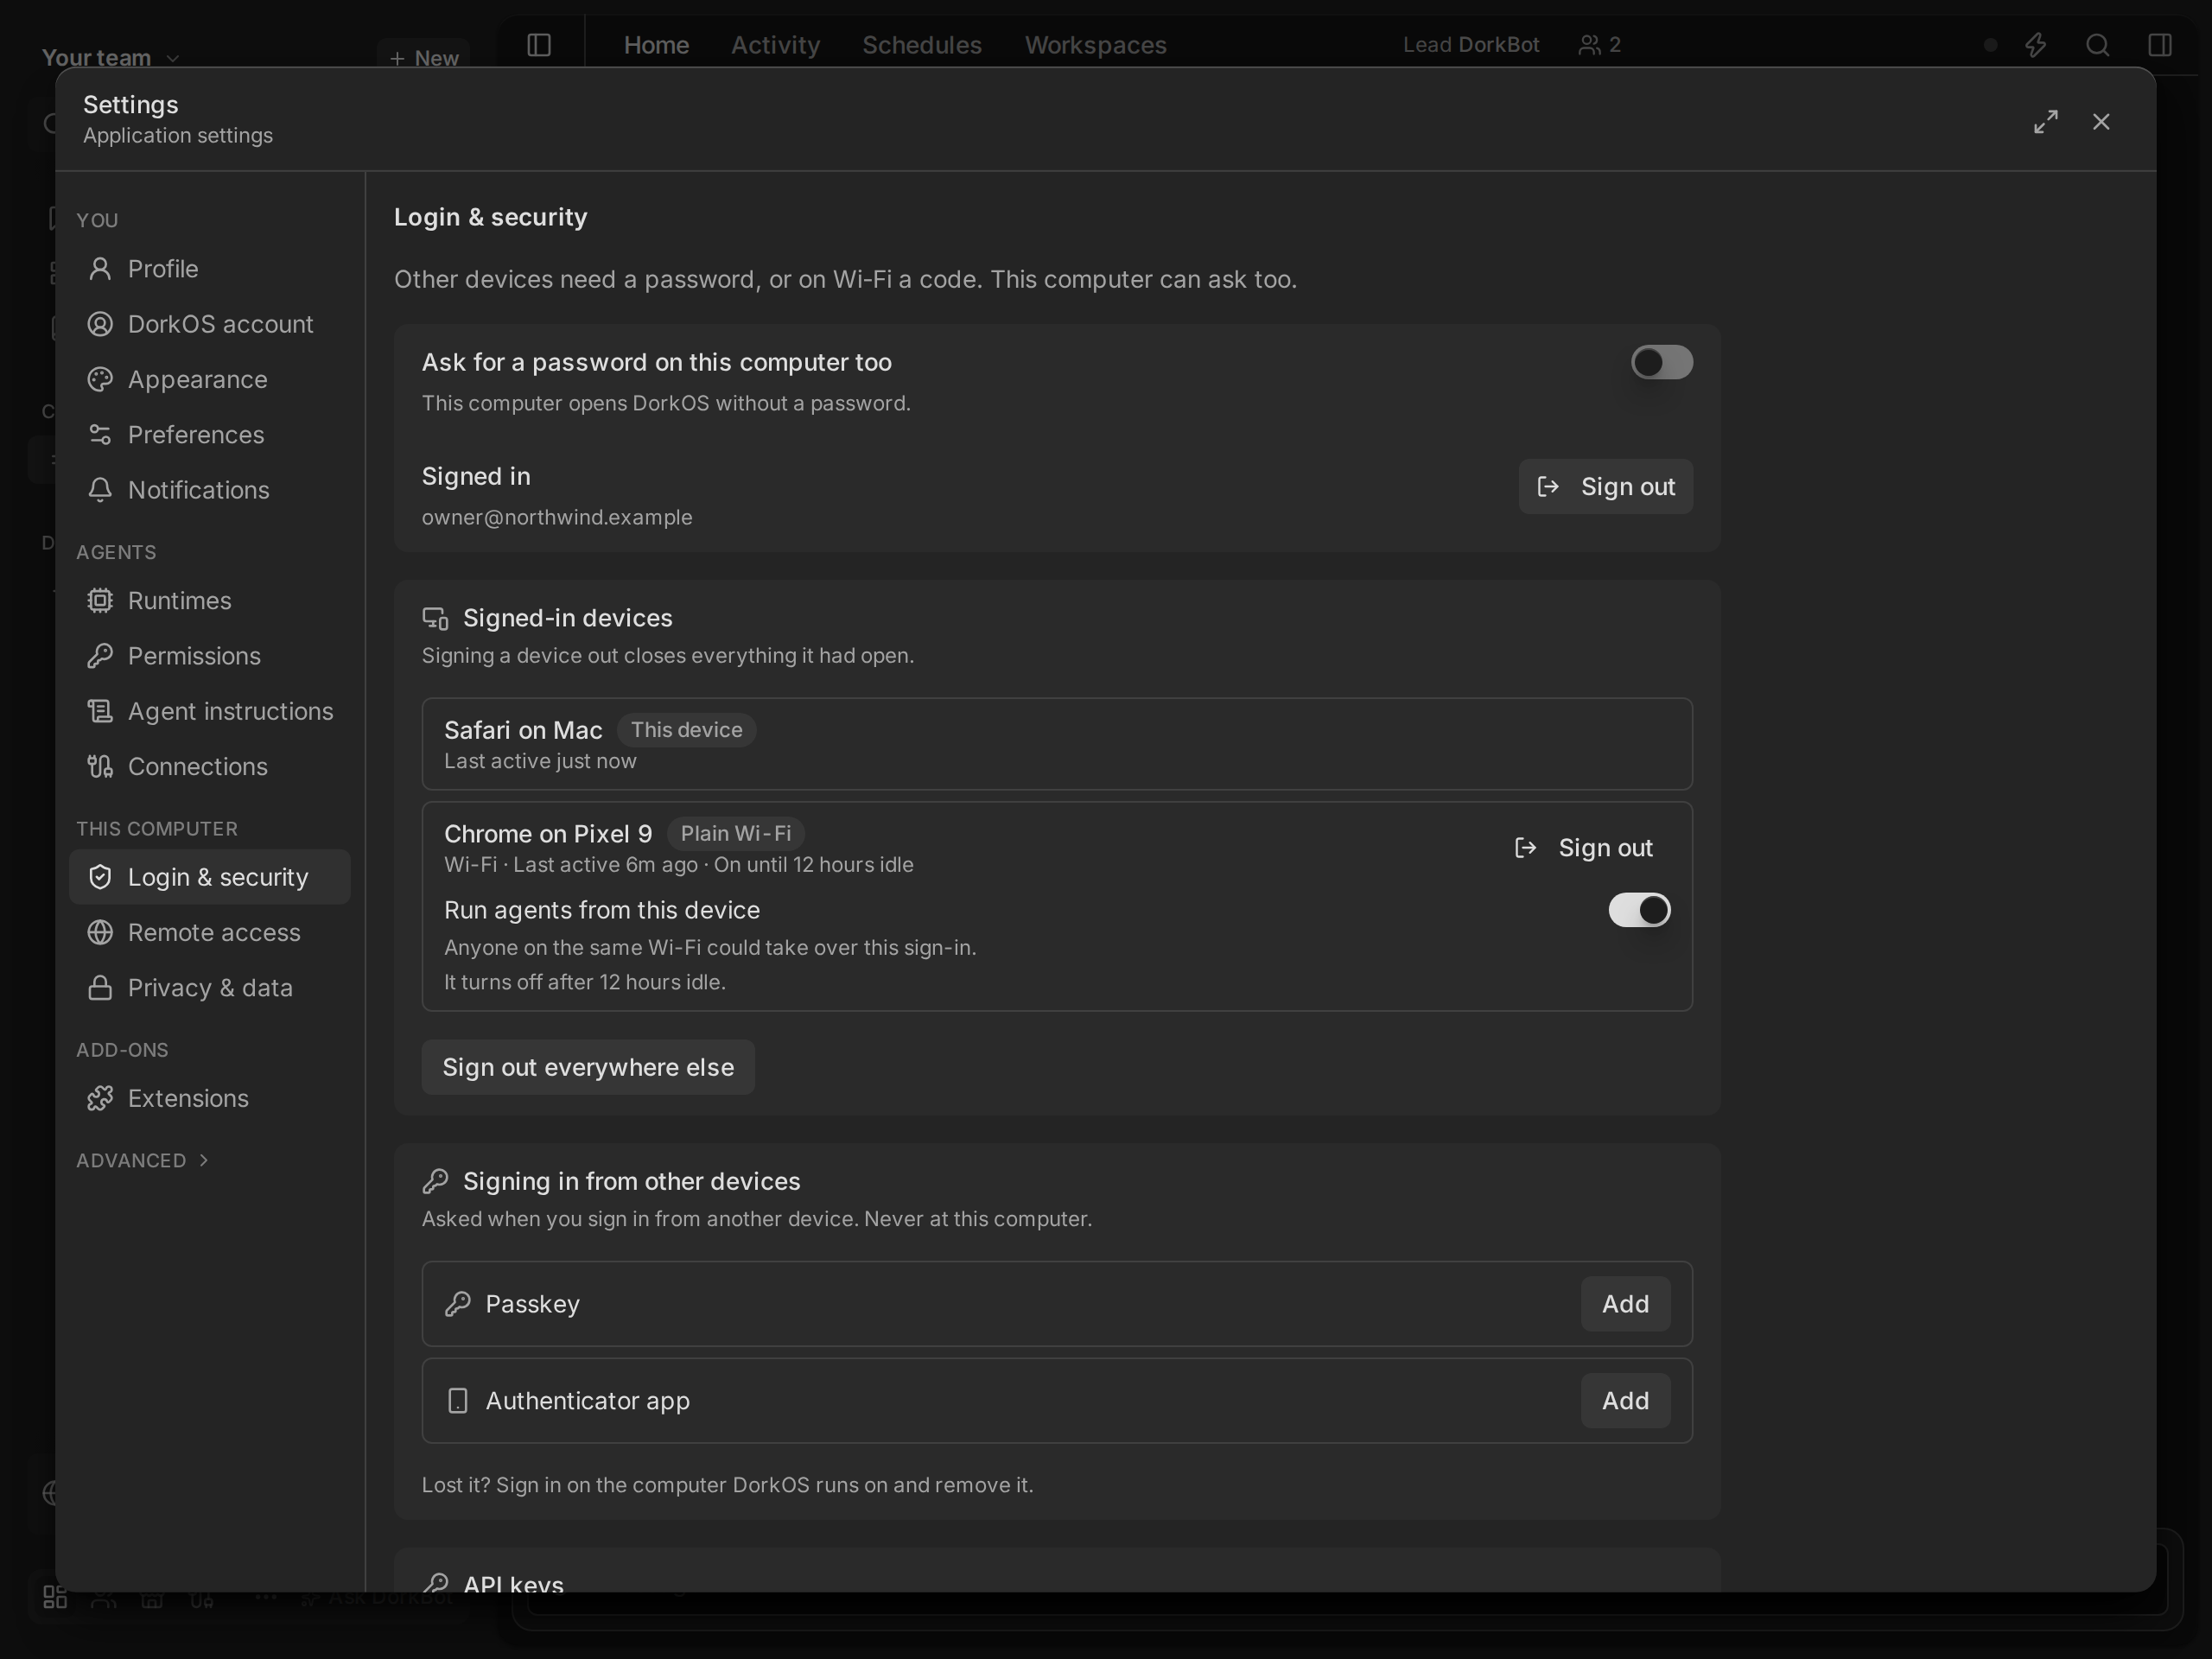 Your team
New
Home
Activity
Schedules
Workspaces
Lead DorkBot
2
Settings
Application settings
YOU
Profile
DorkOS account
Appearance
Preferences
Notifications
AGENTS
Runtimes
Permissions
Agent instructions
Connections
THIS COMPUTER
Login & security
Remote access
Privacy & data
ADD-ONS
Extensions
ADVANCED
Login & security
Other devices need a password, or on Wi-Fi a code. This computer can ask too.
Ask for a password on this computer too
This computer opens DorkOS without a password.
Signed in
owner@northwind.example
Sign out
Signed-in devices
Signing a device out closes everything it had open.
Safari on Mac
This device
Last active just now
Chrome on Pixel 9
Plain Wi-Fi
Wi-Fi · Last active 6m ago · On until 12 hours idle
Sign out
Run agents from this device
Anyone on the same Wi-Fi could take over this sign-in.
It turns off after 12 hours idle.
Sign out everywhere else
Signing in from other devices
Asked when you sign in from another device. Never at this computer.
Passkey
Add
Authenticator app
Add
Lost it? Sign in on the computer DorkOS runs on and remove it.
API keys
Ask DorkBot